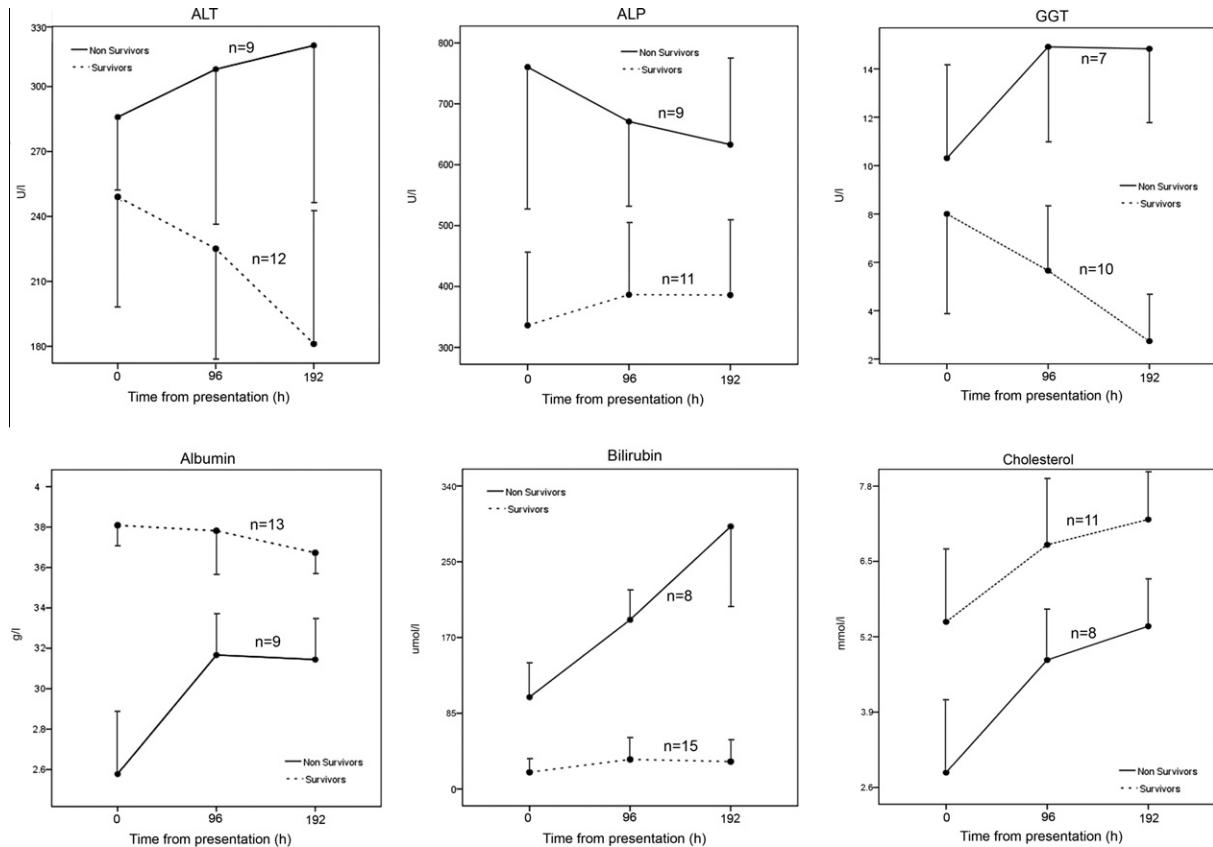 ALT
330
300
270
240
210
180
U/l
Non Survivors
Survivors
n=9
n=12
0 96 192
Time from presentation (h)
ALP
800
700
600
500
400
300
U/l
Non Survivors
Survivors
n=9
n=11
0 96 192
Time from presentation (h)
GGT
14
12
10
8
6
4
2
U/l
n=7
Non Survivors
Survivors
n=10
0 96 192
Time from presentation (h)
Albumin
4
38
36
34
32
30
2.8
2.6
g/l
n=13
n=9
Non Survivors
Survivors
0 96 192
Time from presentation (h)
Bilirubin
340
250
170
85
0
umol/l
Non Survivors
Survivors
n=8
n=15
0 96 192
Time from presentation (h)
Cholesterol
7.8
6.5
5.2
3.9
2.6
mmol/l
n=11
n=8
Non Survivors
Survivors
0 96 192
Time from presentation (h)